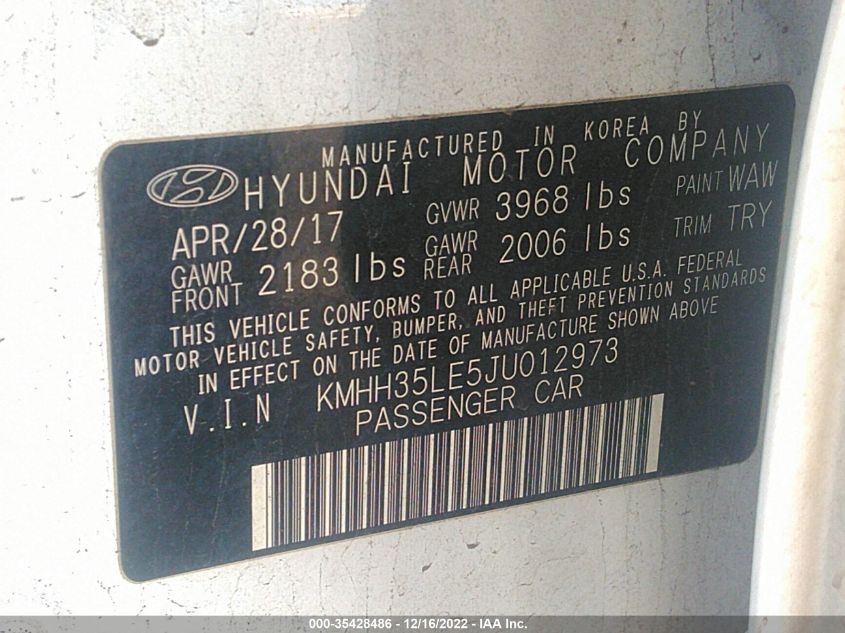 MANUFACTURED IN KOREA BY
HYUNDAI MOTOR COMPANY
APR/28/17 GVWR 3968 lbs PAINT WAW
GAWR FRONT 2183 lbs GAWR REAR 2006 lbs TRIM TRY
THIS VEHICLE CONFORMS TO ALL APPLICABLE U.S.A. FEDERAL
MOTOR VEHICLE SAFETY, BUMPER, AND THEFT PREVENTION STANDARDS
IN EFFECT ON THE DATE OF MANUFACTURE SHOWN ABOVE
V.I.N KMHH35LE5JU012973
PASSENGER CAR
000-35428486 - 12/16/2022 - IAA Inc.